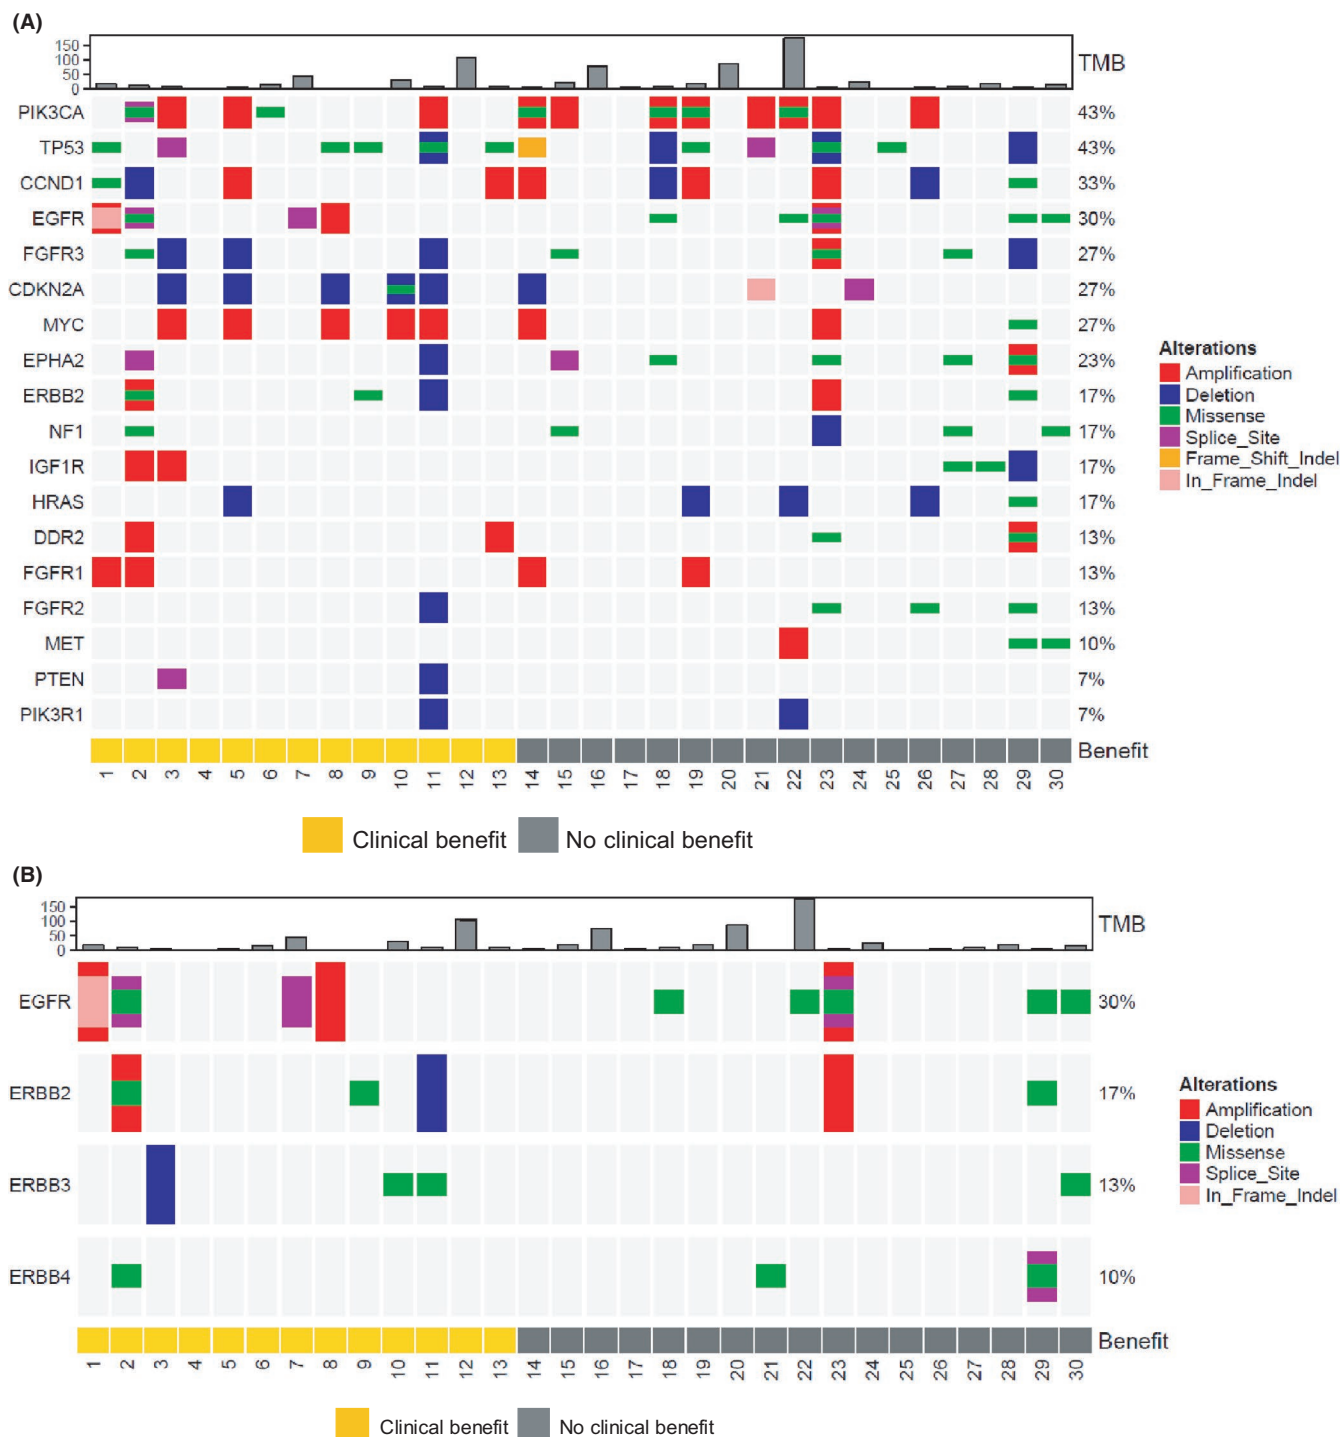 (A)
150
100
50
0
TMB
PIK3CA 43%
TP53 43%
CCND1 33%
EGFR 30%
FGFR3 27%
CDKN2A 27%
MYC 27%
EPHA2 23%
ERBB2 17%
NF1 17%
IGF1R 17%
HRAS 17%
DDR2 13%
FGFR1 13%
FGFR2 13%
MET 10%
PTEN 7%
PIK3R1 7%
Benefit
1 2 3 4 5 6 7 8 9 10 11 12 13 14 15 16 17 18 19 20 21 22 23 24 25 26 27 28 29 30
Alterations
Amplification
Deletion
Missense
Splice_Site
Frame_Shift_Indel
In_Frame_Indel
Clinical benefit No clinical benefit
(B)
150
100
50
0
TMB
EGFR 30%
ERBB2 17%
ERBB3 13%
ERBB4 10%
Benefit
1 2 3 4 5 6 7 8 9 10 11 12 13 14 15 16 17 18 19 20 21 22 23 24 25 26 27 28 29 30
Alterations
Amplification
Deletion
Missense
Splice_Site
In_Frame_Indel
Clinical benefit No clinical benefit